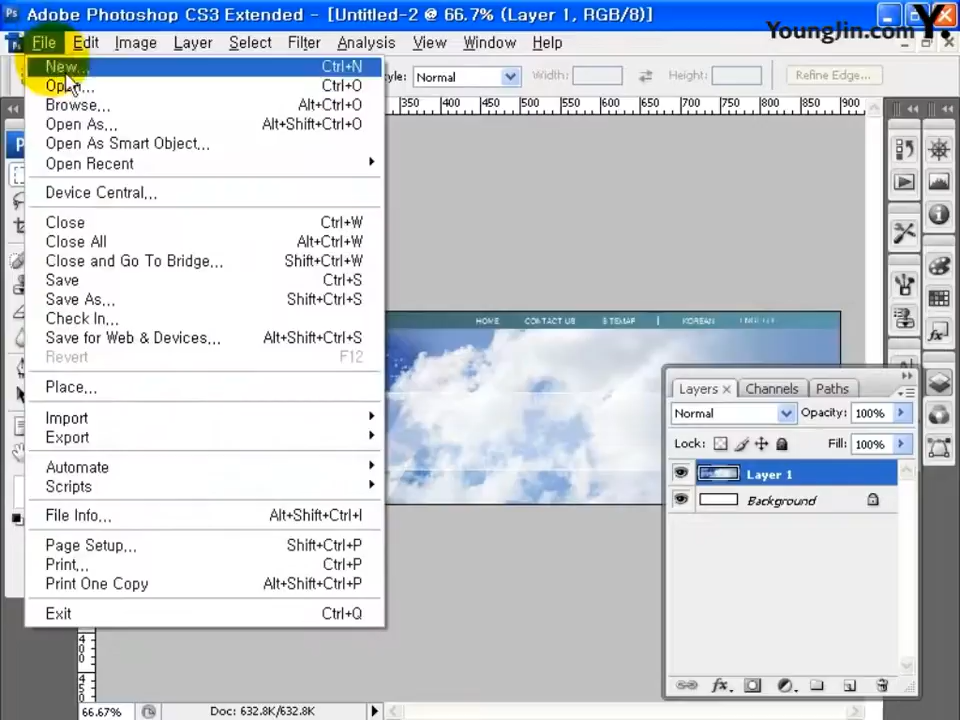 Adobe Photoshop CS3 Extended - [Untitled-2 @ 66.7% (Layer 1, RGB/8)]
YoungJin.com Y.
File Edit Image Layer Select Filter Analysis View Window Help
Normal Width: Height: Refine Edge...
350 400 450 500 550 600 650 700 750 800 850 900
New... Ctrl+N
Open... Ctrl+O
Browse... Alt+Ctrl+O
Open As... Alt+Shift+Ctrl+O
Open As Smart Object...
Open Recent
Device Central...
Close Ctrl+W
Close All Alt+Ctrl+W
Close and Go To Bridge... Shift+Ctrl+W
Save Ctrl+S
Save As... Shift+Ctrl+S
Check In...
Save for Web & Devices... Alt+Shift+Ctrl+S
Revert F12
Place...
Import
Export
Automate
Scripts
File Info... Alt+Shift+Ctrl+I
Page Setup... Shift+Ctrl+P
Print... Ctrl+P
Print One Copy Alt+Shift+Ctrl+P
Exit Ctrl+Q
HOME CONTACT US SITEMAP | KOREAN
Layers Channels Paths
Normal Opacity: 100%
Lock: Fill: 100%
Layer 1
Background
66.67% Doc: 632.8K/632.8K